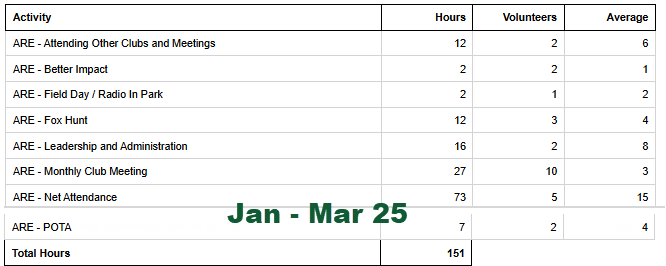 Activity Hours Volunteers Average
ARE - Attending Other Clubs and Meetings 12 2 6
ARE - Better Impact 2 2 1
ARE - Field Day / Radio In Park 2 1 2
ARE - Fox Hunt 12 3 4
ARE - Leadership and Administration 16 2 8
ARE - Monthly Club Meeting 27 10 3
ARE - Net Attendance 73 5 15
Jan - Mar 25
ARE - POTA 7 2 4
Total Hours 151